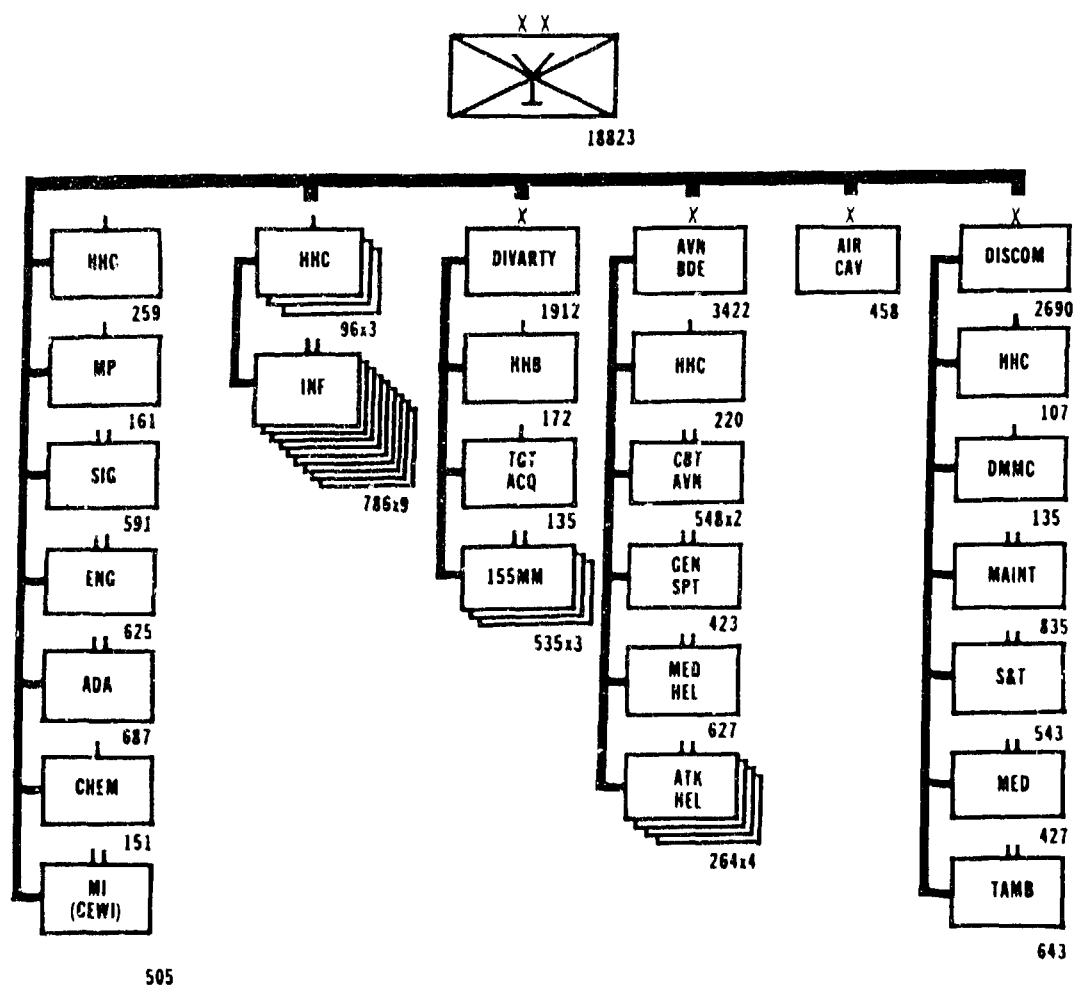 X X
18823
HHC
259
MP
161
SIG
591
ENG
625
ADA
687
CHEM
151
MI
(CEWI)
505
HHC
96x3
INF
786x9
X
DIVARTY
1912
HHB
172
TGT
ACQ
135
155MM
535x3
X
AVN
BDE
3422
HHC
220
CBT
AVN
548x2
GEN
SPT
423
MED
HEL
627
ATK
HEL
264x4
X
AIR
CAV
458
X
DISCOM
2690
HHC
107
DMMC
135
MAINT
835
S&T
543
MED
427
TAMB
643